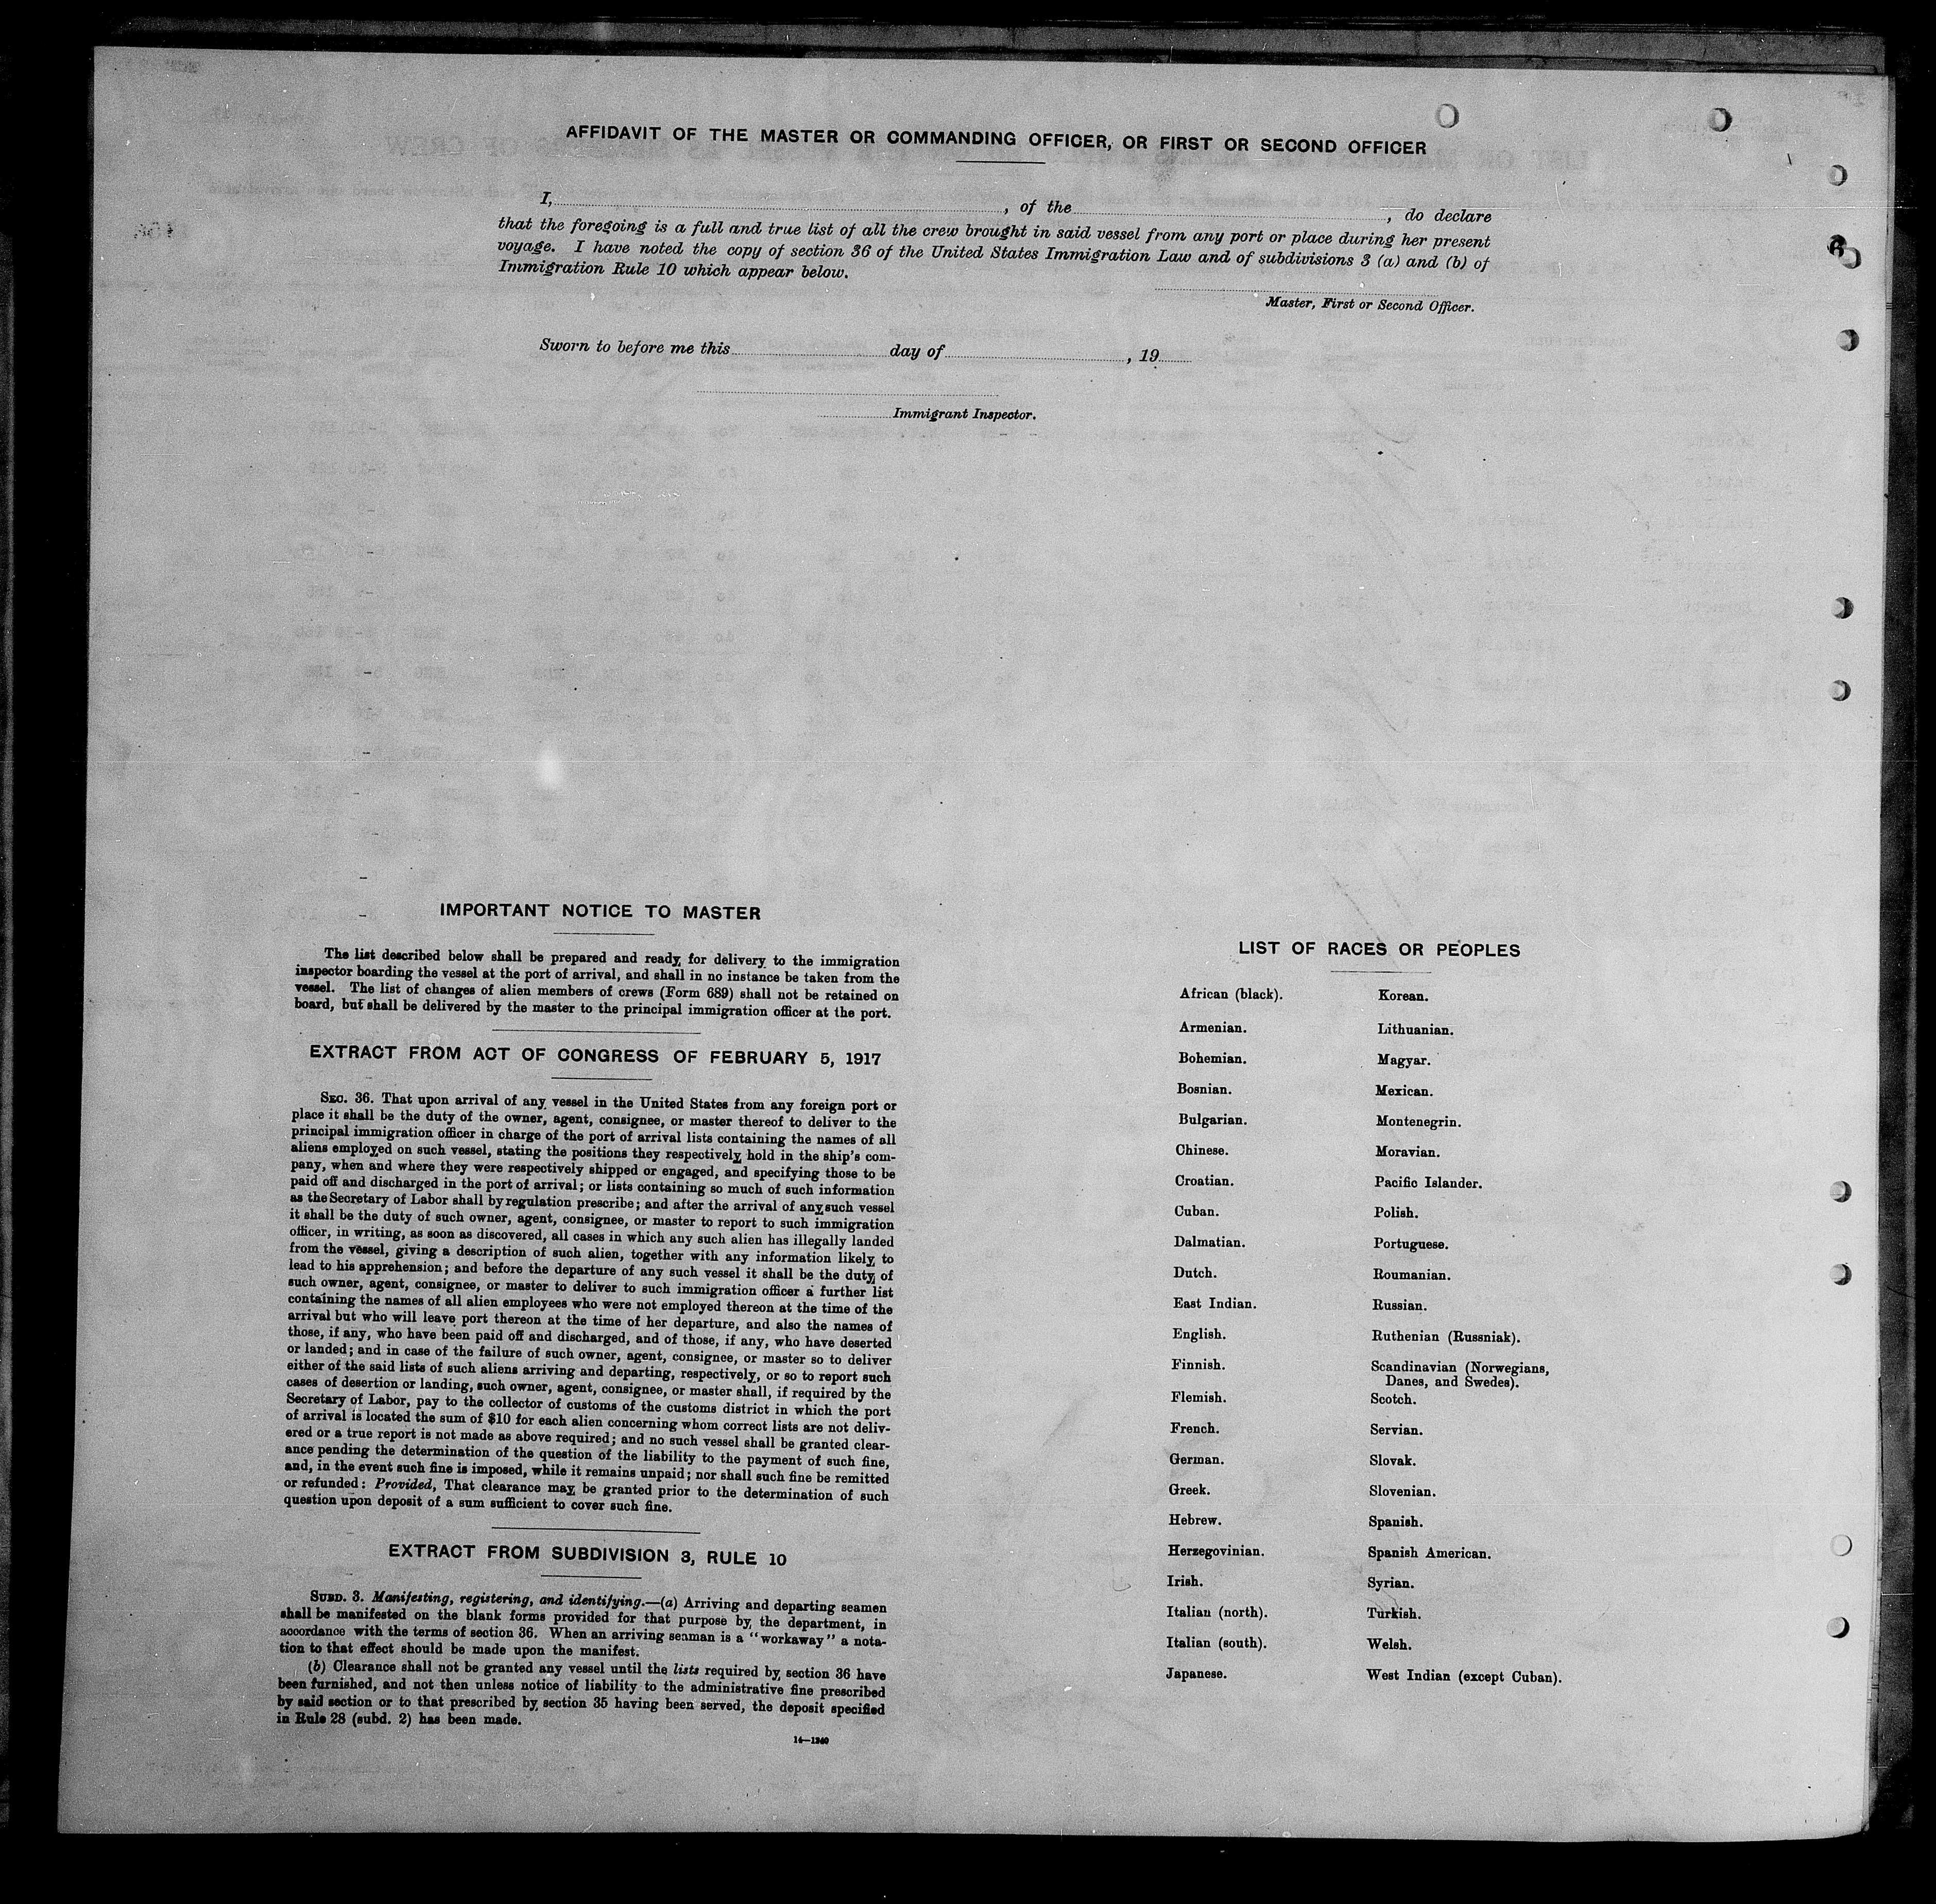 AFFIDAVIT OF THE MASTER OR COMMANDING OFFICER, OR FIRST OR SECOND OFFICER
I, , of the , do declare
that the foregoing is a full and true list of all the crew brought in said vessel from any port or place during her present
voyage. I have noted the copy of section 36 of the United States Immigration Law and of subdivisions 3 (a) and (b) of
Immigration Rule 10 which appear below.
Master, First or Second Officer.
Sworn to before me this day of , 19
Immigrant Inspector.
6
IMPORTANT NOTICE TO MASTER
The list described below shall be prepared and ready for delivery to the immigration
inspector boarding the vessel at the port of arrival, and shall in no instance be taken from the
vessel. The list of changes of alien members of crews (Form 689) shall not be retained on
board, but shall be delivered by the master to the principal immigration officer at the port.
EXTRACT FROM ACT OF CONGRESS OF FEBRUARY 5, 1917
SEC. 36. That upon arrival of any vessel in the United States from any foreign port or
place it shall be the duty of the owner, agent, consignee, or master thereof to deliver to the
principal immigration officer in charge of the port of arrival lists containing the names of all
aliens employed on such vessel, stating the positions they respectively hold in the ship's com-
pany, when and where they were respectively shipped or engaged, and specifying those to be
paid off and discharged in the port of arrival; or lists containing so much of such information
as the Secretary of Labor shall by regulation prescribe; and after the arrival of any such vessel
it shall be the duty of such owner, agent, consignee, or master to report to such immigration
officer, in writing, as soon as discovered, all cases in which any such alien has illegally landed
from the vessel, giving a description of such alien, together with any information likely to
lead to his apprehension; and before the departure of any such vessel it shall be the duty of
such owner, agent, consignee, or master to deliver to such immigration officer a further list
containing the names of all alien employees who were not employed thereon at the time of the
arrival but who will leave port thereon at the time of her departure, and also the names of
those, if any, who have been paid off and discharged, and of those, if any, who have deserted
or landed; and in case of the failure of such owner, agent, consignee, or master so to deliver
either of the said lists of such aliens arriving and departing, respectively, or so to report such
cases of desertion or landing, such owner, agent, consignee, or master shall, if required by the
Secretary of Labor, pay to the collector of customs of the customs district in which the port
of arrival is located the sum of $10 for each alien concerning whom correct lists are not deliv-
ered or a true report is not made as above required; and no such vessel shall be granted clear-
ance pending the determination of the question of the liability to the payment of such fine,
and, in the event such fine is imposed, while it remains unpaid; nor shall such fine be remitted
or refunded: Provided, That clearance may be granted prior to the determination of such
question upon deposit of a sum sufficient to cover such fine.
EXTRACT FROM SUBDIVISION 3, RULE 10
SUBD. 3. Manifesting, registering, and identifying.—(a) Arriving and departing seamen
shall be manifested on the blank forms provided for that purpose by the department, in
accordance with the terms of section 36. When an arriving seaman is a "workaway" a nota-
tion to that effect should be made upon the manifest.
(b) Clearance shall not be granted any vessel until the lists required by section 36 have
been furnished, and not then unless notice of liability to the administrative fine prescribed
by said section or to that prescribed by section 35 having been served, the deposit specified
in Rule 28 (subd. 2) has been made.
14—1240
LIST OF RACES OR PEOPLES
African (black).
Armenian.
Bohemian.
Bosnian.
Bulgarian.
Chinese.
Croatian.
Cuban.
Dalmatian.
Dutch.
East Indian.
English.
Finnish.
Flemish.
French.
German.
Greek.
Hebrew.
Herzegovinian.
Irish.
Italian (north).
Italian (south).
Japanese.
Korean.
Lithuanian.
Magyar.
Mexican.
Montenegrin.
Moravian.
Pacific Islander.
Polish.
Portuguese.
Roumanian.
Russian.
Ruthenian (Russniak).
Scandinavian (Norwegians,
Danes, and Swedes).
Scotch.
Servian.
Slovak.
Slovenian.
Spanish.
Spanish American.
Syrian.
Turkish.
Welsh.
West Indian (except Cuban).